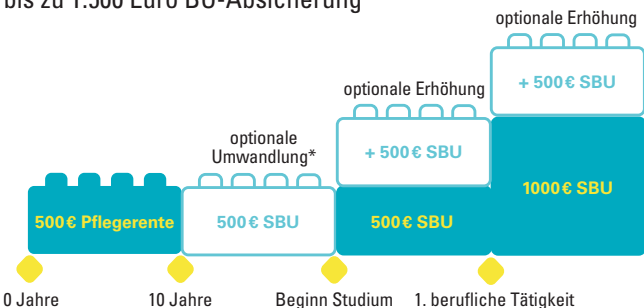 bis zu 1.500 Euro BU-Absicherung
optionale Erhöhung
+ 500 € SBU
optionale Erhöhung
+ 500 € SBU
optionale
Umwandlung*
500 € Pflegerente
500 € SBU
500 € SBU
1000 € SBU
0 Jahre
10 Jahre
Beginn Studium
1. berufliche Tätigkeit